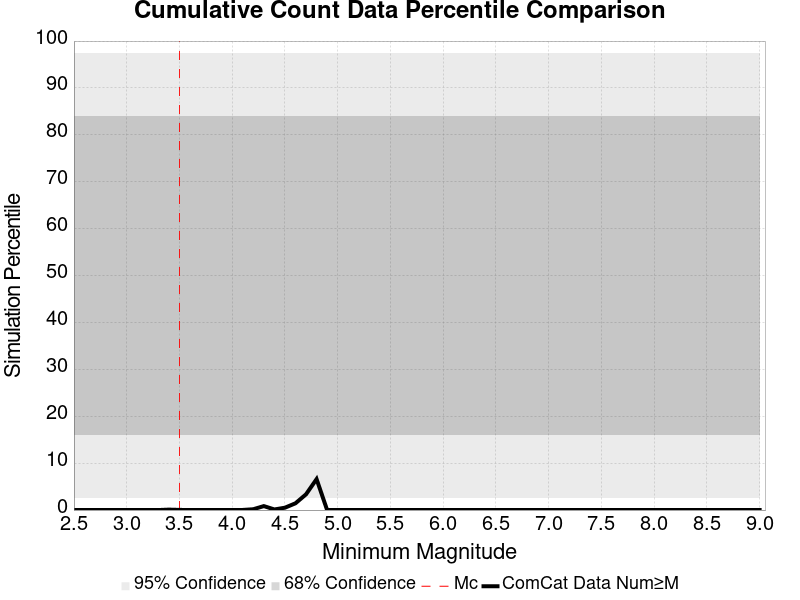 Cumulative Count Data Percentile Comparison
100
90
80
70
60
50
40
30
20
10
0
Simulation Percentile
2.5 3.0 3.5 4.0 4.5 5.0 5.5 6.0 6.5 7.0 7.5 8.0 8.5 9.0
Minimum Magnitude
95% Confidence 68% Confidence Mc ComCat Data Num≥M